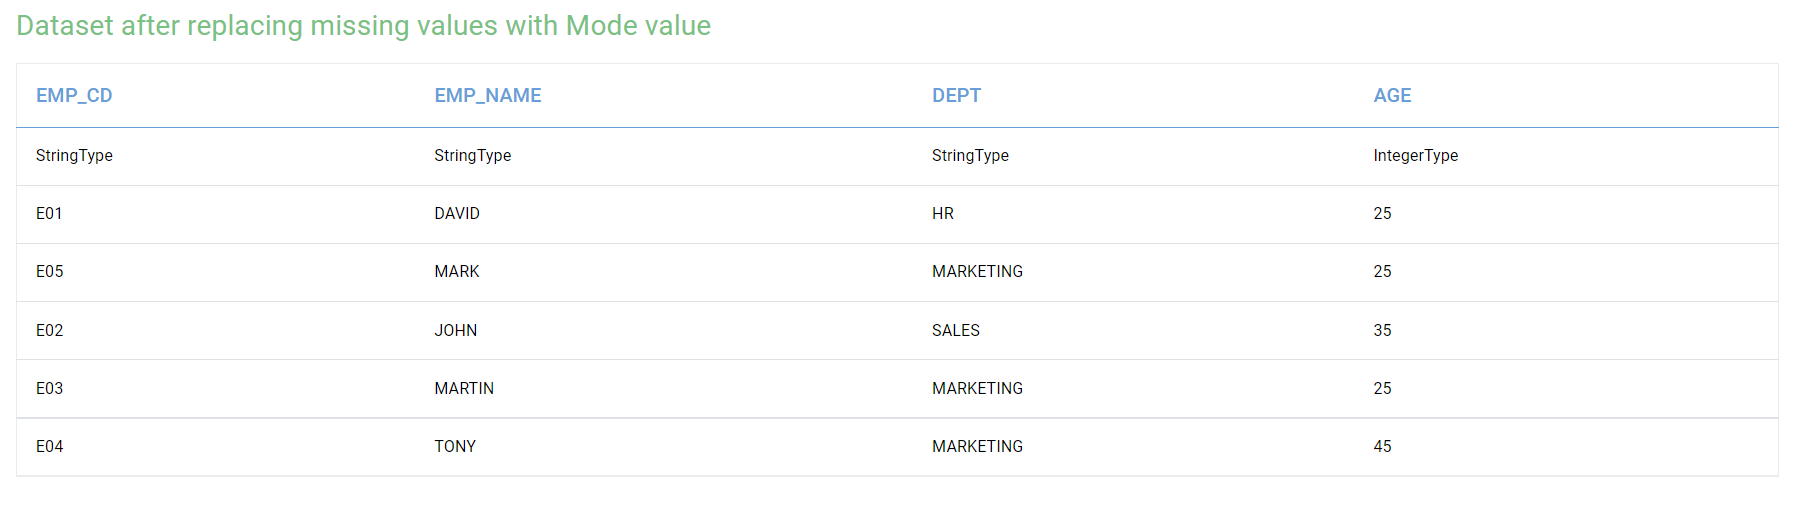 Dataset after replacing missing values with Mode value
EMP_CD EMP_NAME DEPT AGE
StringType StringType StringType IntegerType
E01 DAVID HR 25
E05 MARK MARKETING 25
E02 JOHN SALES 35
E03 MARTIN MARKETING 25
E04 TONY MARKETING 45